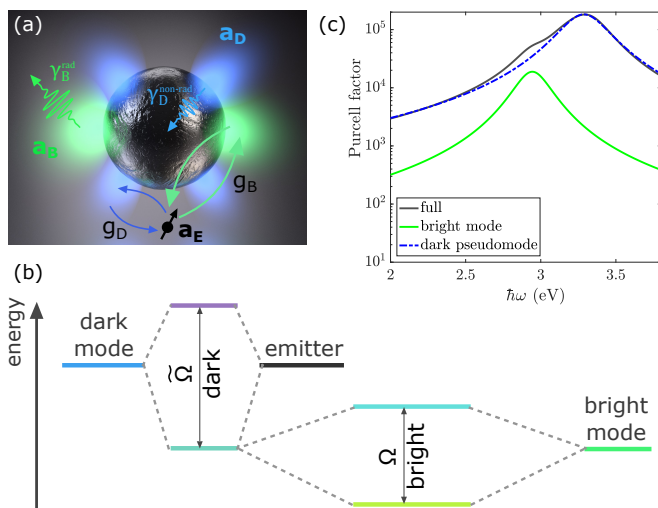 (a)
a_D
γ_B^rad
γ_D^non-rad
a_B
g_B
g_D
a_E
(c)
Purcell factor
10^5
10^4
10^3
10^2
10^1
full
bright mode
dark pseudomode
2
2.5
3
3.5
ħω (eV)
(b)
energy
dark
mode
Ω̃
dark
emitter
Ω
bright
bright
mode